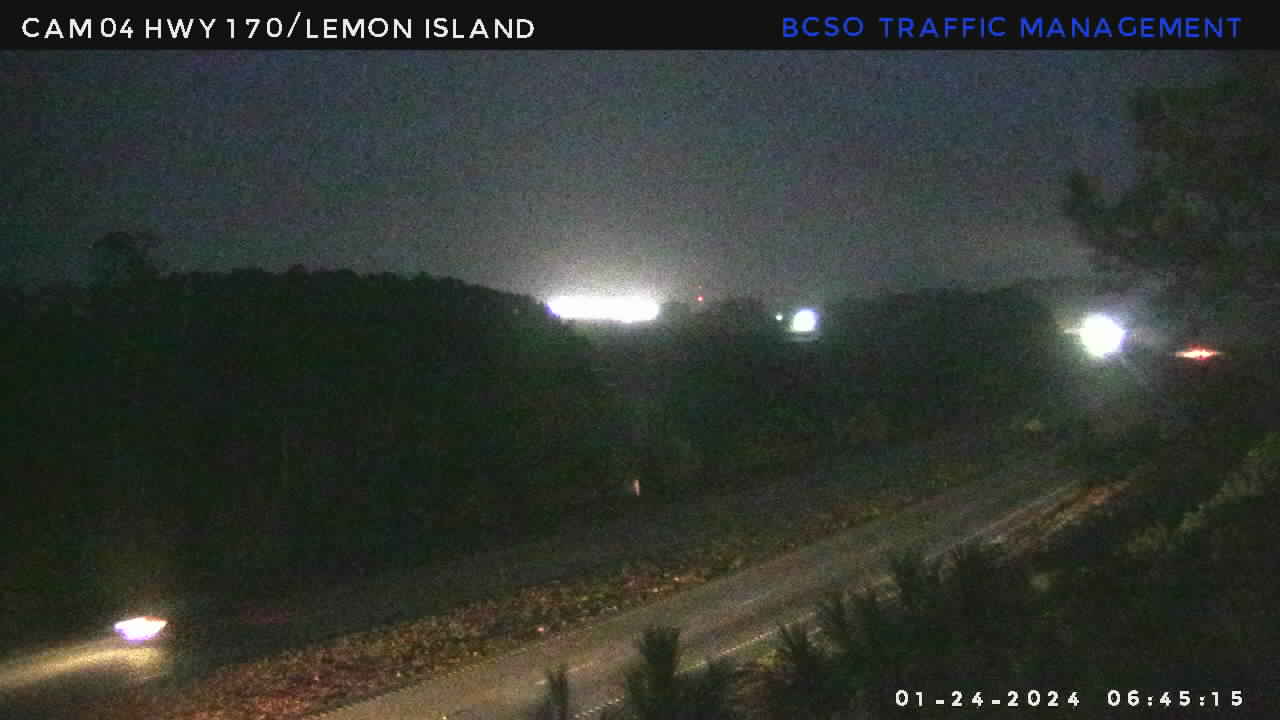 CAM04 HWY 170/LEMON ISLAND
BCSO TRAFFIC MANAGEMENT
01-24-2024 06:45:15